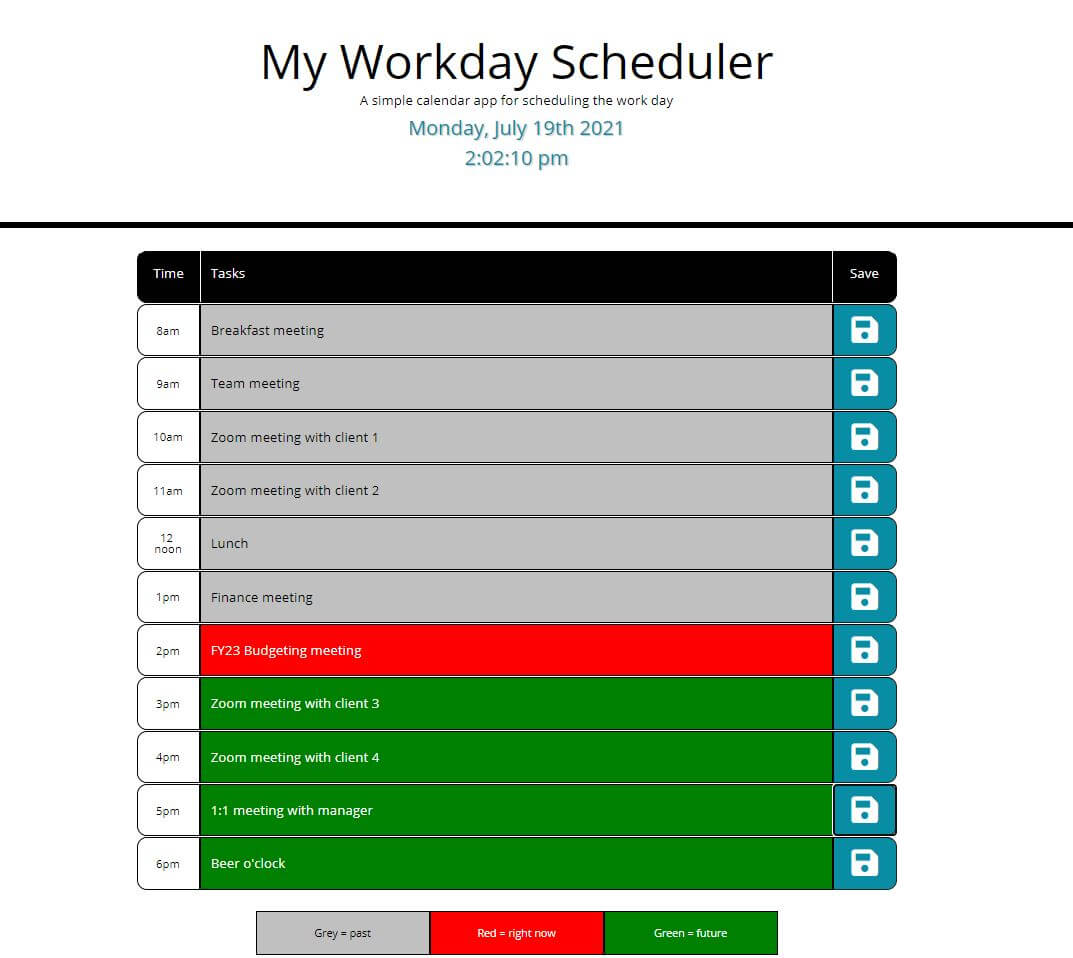 My Workday Scheduler
A simple calendar app for scheduling the work day
Monday, July 19th 2021
2:02:10 pm
Time Tasks Save
8am Breakfast meeting
9am Team meeting
10am Zoom meeting with client 1
11am Zoom meeting with client 2
12
noon Lunch
1pm Finance meeting
2pm FY23 Budgeting meeting
3pm Zoom meeting with client 3
4pm Zoom meeting with client 4
5pm 1:1 meeting with manager
6pm Beer o'clock
Grey = past Red = right now Green = future